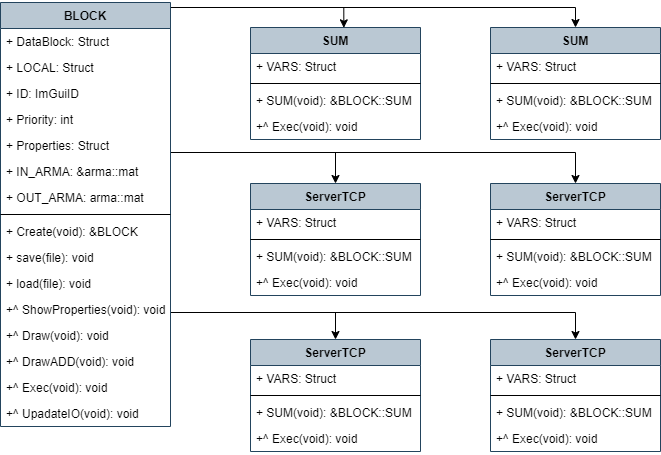 BLOCK
+ DataBlock: Struct
+ LOCAL: Struct
+ ID: ImGuiID
+ Priority: int
+ Properties: Struct
+ IN_ARMA: &arma::mat
+ OUT_ARMA: arma::mat
+ Create(void): &BLOCK
+ save(file): void
+ load(file): void
+^ ShowProperties(void): void
+^ Draw(void): void
+^ DrawADD(void): void
+^ Exec(void): void
+^ UpadateIO(void): void
SUM
+ VARS: Struct
+ SUM(void): &BLOCK::SUM
+^ Exec(void): void
SUM
+ VARS: Struct
+ SUM(void): &BLOCK::SUM
+^ Exec(void): void
ServerTCP
+ VARS: Struct
+ SUM(void): &BLOCK::SUM
+^ Exec(void): void
ServerTCP
+ VARS: Struct
+ SUM(void): &BLOCK::SUM
+^ Exec(void): void
ServerTCP
+ VARS: Struct
+ SUM(void): &BLOCK::SUM
+^ Exec(void): void
ServerTCP
+ VARS: Struct
+ SUM(void): &BLOCK::SUM
+^ Exec(void): void